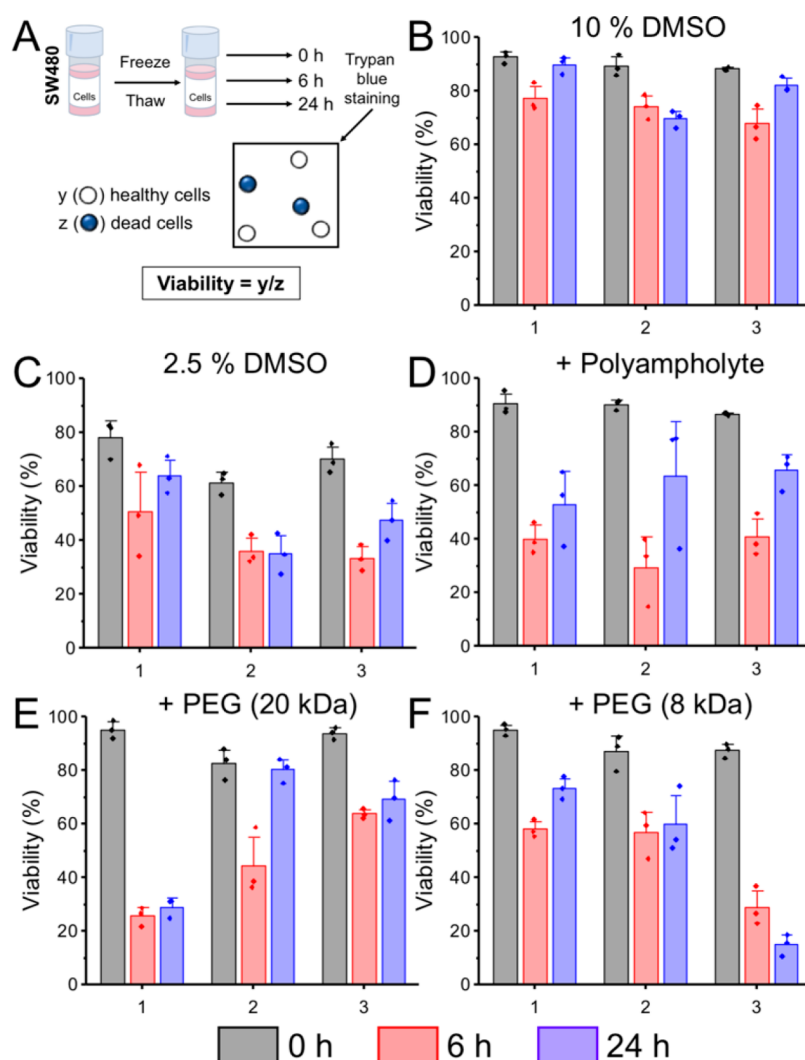 A
SW480
Cells
Freeze
Thaw
Cells
0 h
6 h
24 h
Trypan
blue
staining
y ( ) healthy cells
z ( ) dead cells
Viability = y/z
B
10 % DMSO
Viability (%)
100
80
60
40
20
0
1 2 3
C
2.5 % DMSO
Viability (%)
100
80
60
40
20
0
1 2 3
D
+ Polyampholyte
Viability (%)
100
80
60
40
20
0
1 2 3
E
+ PEG (20 kDa)
Viability (%)
100
80
60
40
20
0
1 2 3
F
+ PEG (8 kDa)
Viability (%)
100
80
60
40
20
0
1 2 3
0 h 6 h 24 h